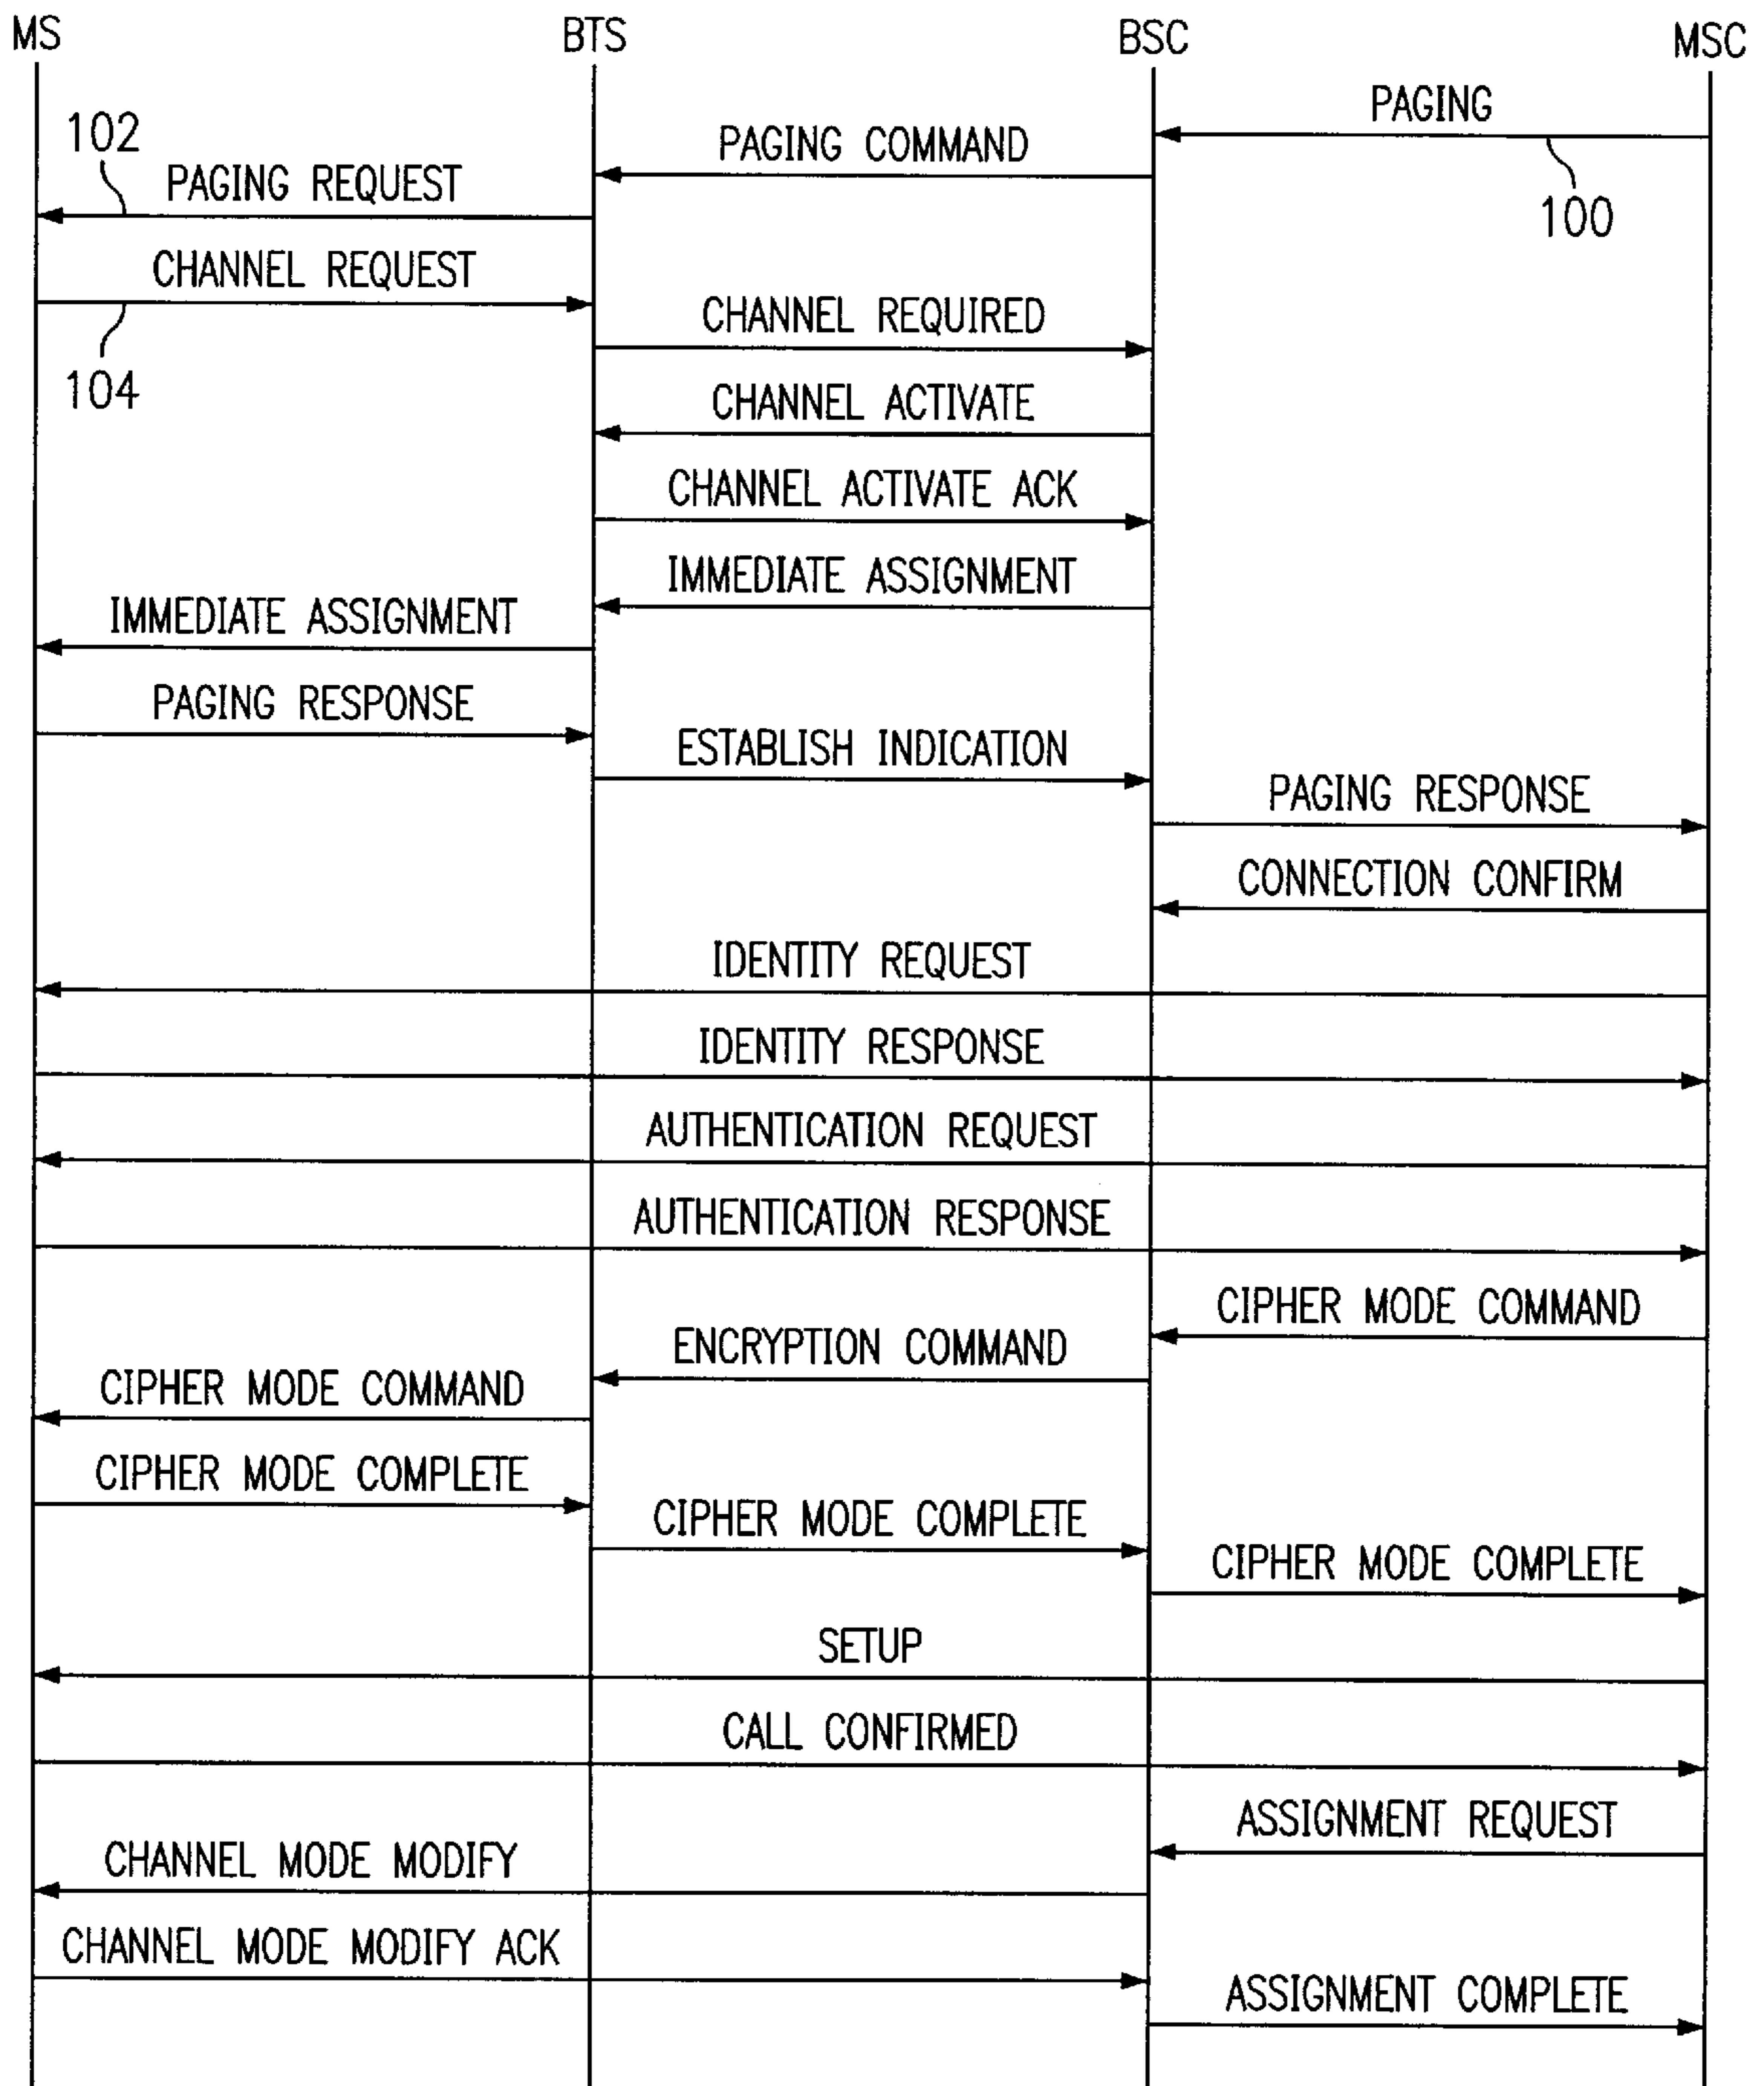 MS BTS BSC MSC
PAGING
100
PAGING COMMAND
102
PAGING REQUEST
CHANNEL REQUEST
104
CHANNEL REQUIRED
CHANNEL ACTIVATE
CHANNEL ACTIVATE ACK
IMMEDIATE ASSIGNMENT
IMMEDIATE ASSIGNMENT
PAGING RESPONSE
ESTABLISH INDICATION
PAGING RESPONSE
CONNECTION CONFIRM
IDENTITY REQUEST
IDENTITY RESPONSE
AUTHENTICATION REQUEST
AUTHENTICATION RESPONSE
CIPHER MODE COMMAND
ENCRYPTION COMMAND
CIPHER MODE COMMAND
CIPHER MODE COMPLETE
CIPHER MODE COMPLETE
CIPHER MODE COMPLETE
SETUP
CALL CONFIRMED
ASSIGNMENT REQUEST
CHANNEL MODE MODIFY
CHANNEL MODE MODIFY ACK
ASSIGNMENT COMPLETE